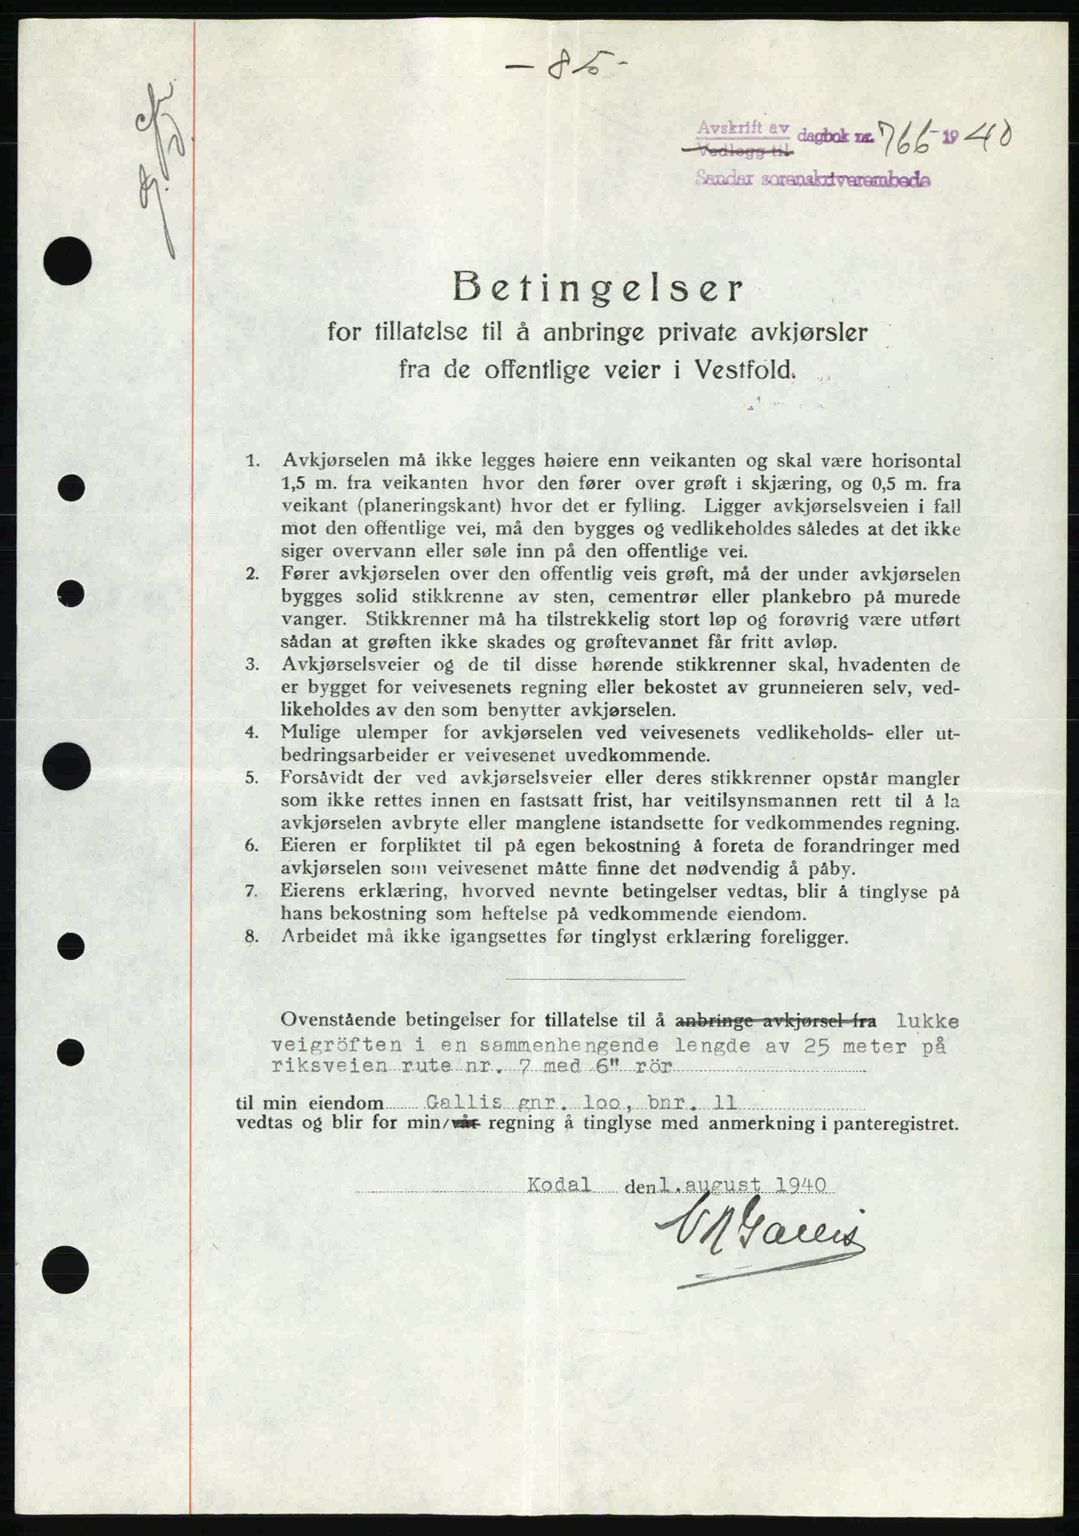 — 85 -
Avskrift av
Vedlegg til
dagbok nr. 766 1940
Sandar sorenskriverembede
Betingelser
for tillatelse til å anbringe private avkjørsler
fra de offentlige veier i Vestfold.
1. Avkjørselen må ikke legges høiere enn veikanten og skal være horisontal
1,5 m. fra veikanten hvor den fører over grøft i skjæring, og 0,5 m. fra
veikant (planeringskant) hvor det er fylling. Ligger avkjørselsveien i fall
mot den offentlige vei, må den bygges og vedlikeholdes således at det ikke
siger overvann eller søle inn på den offentlige vei.
2. Fører avkjørselen over den offentlig veis grøft, må der under avkjørselen
bygges solid stikkrenne av sten, cementrør eller plankebro på murede
vanger. Stikkrenner må ha tilstrekkelig stort løp og forøvrig være utført
sådan at grøften ikke skades og grøftevannet får fritt avløp.
3. Avkjørselsveier og de til disse hørende stikkrenner skal, hvadenten de
er bygget for veivesenets regning eller bekostet av grunneieren selv, ved-
likeholdes av den som benytter avkjørselen.
4. Mulige ulemper for avkjørselen ved veivesenets vedlikeholds- eller ut-
bedringsarbeider er veivesenet uvedkommende.
5. Forsåvidt der ved avkjørselsveier eller deres stikkrenner opstår mangler
som ikke rettes innen en fastsatt frist, har veitilsynsmannen rett til å la
avkjørselen avbryte eller manglene istandsette for vedkommendes regning.
6. Eieren er forpliktet til på egen bekostning å foreta de forandringer med
avkjørselen som veivesenet måtte finne det nødvendig å påby.
7. Eierens erklæring, hvorved nevnte betingelser vedtas, blir å tinglyse på
hans bekostning som heftelse på vedkommende eiendom.
8. Arbeidet må ikke igangsettes før tinglyst erklæring foreligger.
Ovenstående betingelser for tillatelse til å anbringe avkjørsel fra lukke
veigröften i en sammenhengende lengde av 25 meter på
riksveien rute nr. 7 med 6" rör
til min eiendom Gallis gnr. loo, bnr. 11
vedtas og blir for min/vår regning å tinglyse med anmerkning i panteregistret.
Kodal den 1. august 1940
Gallis